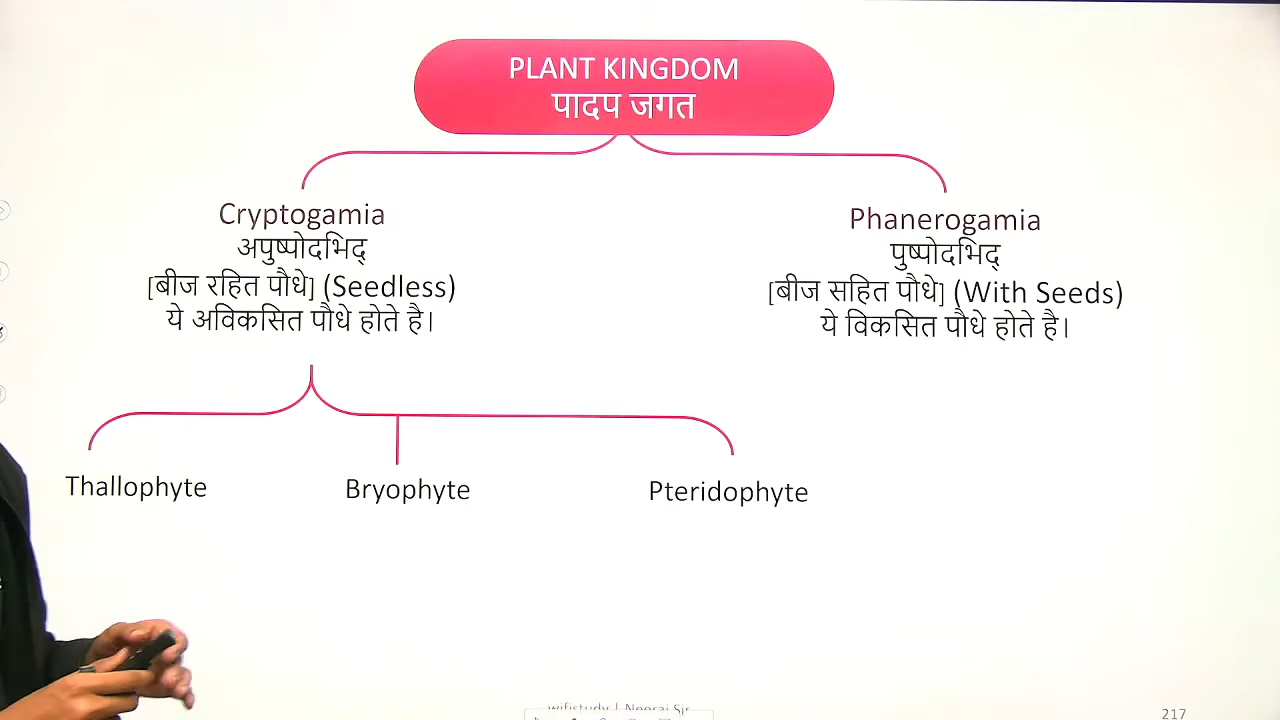 PLANT KINGDOM
पादप जगत
Cryptogamia
अपुष्पोदभिद्
[बीज रहित पौधे] (Seedless)
ये अविकसित पौधे होते है।
Phanerogamia
पुष्पोदभिद्
[बीज सहित पौधे] (With Seeds)
ये विकसित पौधे होते है।
Thallophyte
Bryophyte
Pteridophyte
wifistudy | Neeraj Sir
217